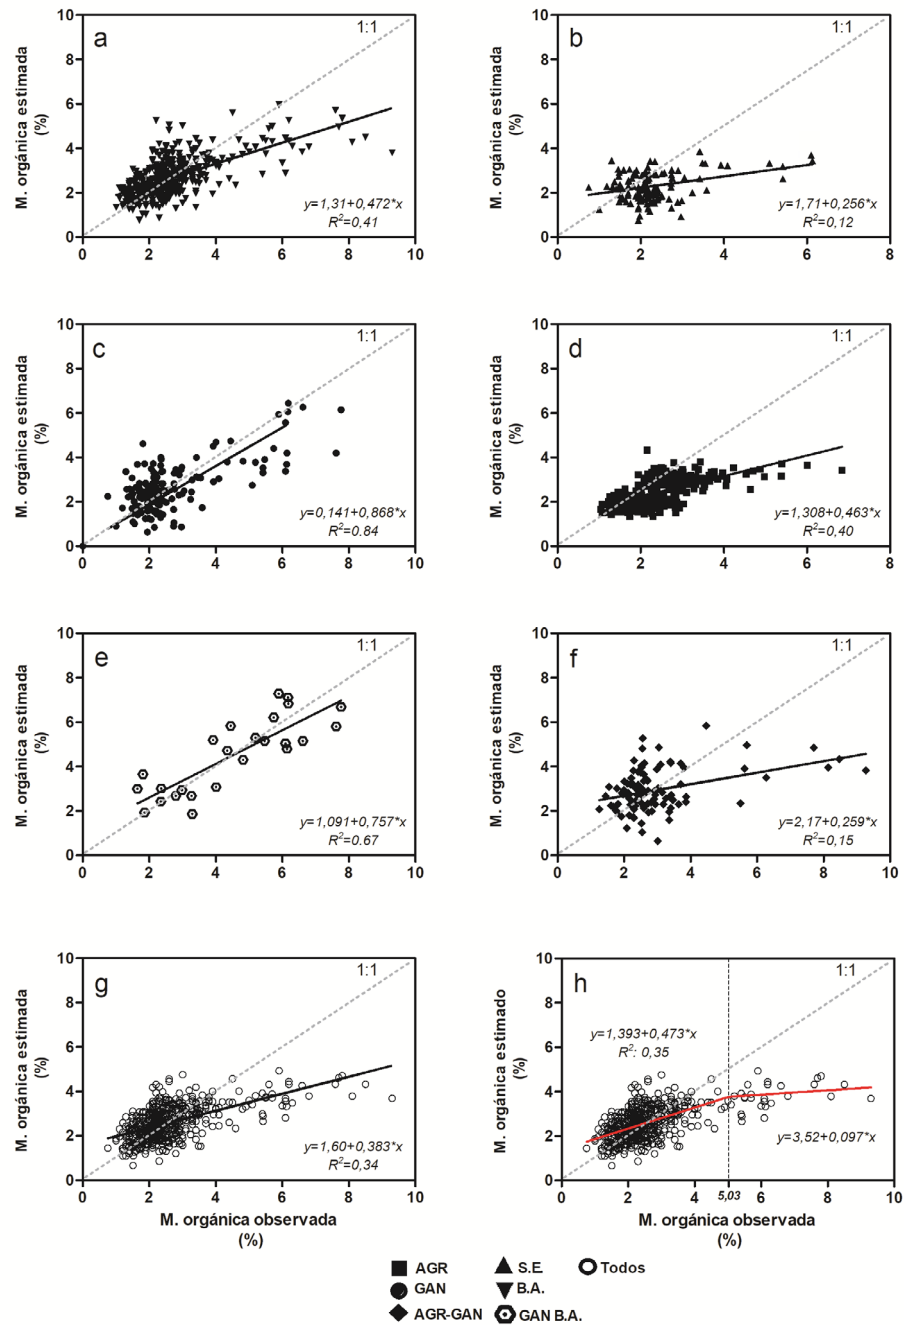 a
1:1
M. orgánica estimada
(%)
10
8
6
4
2
0
y=1,31+0,472*x
R²=0,41
0 2 4 6 8 10
b
1:1
M. orgánica estimada
(%)
10
8
6
4
2
0
y=1,71+0,256*x
R²=0,12
0 2 4 6 8
c
1:1
M. orgánica estimada
(%)
10
8
6
4
2
0
y=0,141+0,868*x
R²=0.84
0 2 4 6 8 10
d
1:1
M. orgánica estimada
(%)
10
8
6
4
2
0
y=1,308+0,463*x
R²=0,40
0 2 4 6 8
e
1:1
M. orgánica estimada
(%)
10
8
6
4
2
0
y=1,091+0,757*x
R²=0.67
0 2 4 6 8 10
f
1:1
M. orgánica estimada
(%)
10
8
6
4
2
0
y=2,17+0,259*x
R²=0,15
0 2 4 6 8 10
g
1:1
M. orgánica estimada
(%)
10
8
6
4
2
0
y=1,60+0,383*x
R²=0,34
0 2 4 6 8 10
M. orgánica observada
(%)
h
1:1
M. orgánica estimado
(%)
10
8
6
4
2
0
y=1,393+0,473*x
R²: 0,35
y=3,52+0,097*x
0 2 4 5,03 6 8 10
M. orgánica observada
(%)
AGR S.E. Todos
GAN B.A.
AGR-GAN GAN B.A.